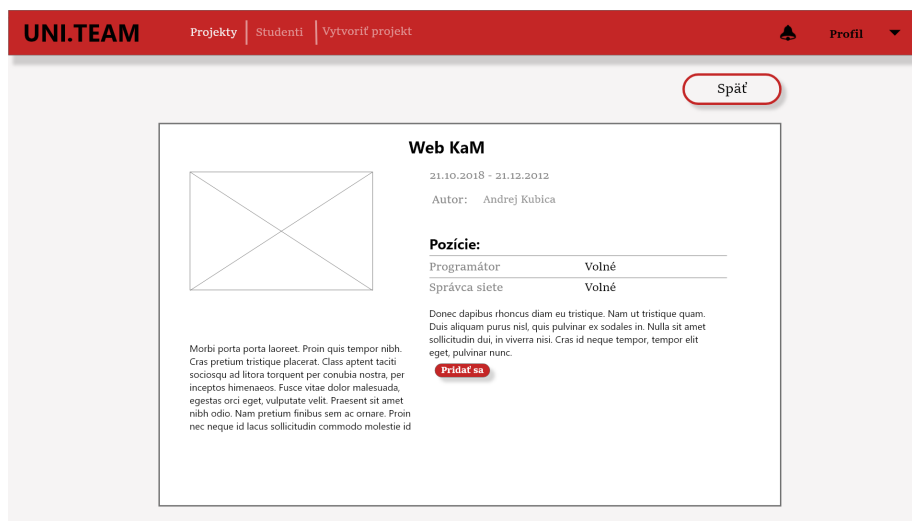 UNI.TEAM
Projekty Studenti Vytvoriť projekt
Profil
Späť
Web KaM
21.10.2018 - 21.12.2012
Autor: Andrej Kubica
Pozície:
Programátor Voľné
Správca siete Voľné
Donec dapibus rhoncus diam eu tristique. Nam ut tristique quam.
Duis aliquam purus nisl, quis pulvinar ex sodales in. Nulla sit amet
sollicitudin dui, in viverra nisi. Cras id neque tempor, tempor elit
eget, pulvinar nunc.
Pridať sa
Morbi porta porta laoreet. Proin quis tempor nibh.
Cras pretium tristique placerat. Class aptent taciti
sociosqu ad litora torquent per conubia nostra, per
inceptos himenaeos. Fusce vitae dolor malesuada,
egestas orci eget, vulputate velit. Praesent sit amet
nibh odio. Nam pretium finibus sem ac ornare. Proin
nec neque id lacus sollicitudin commodo molestie id